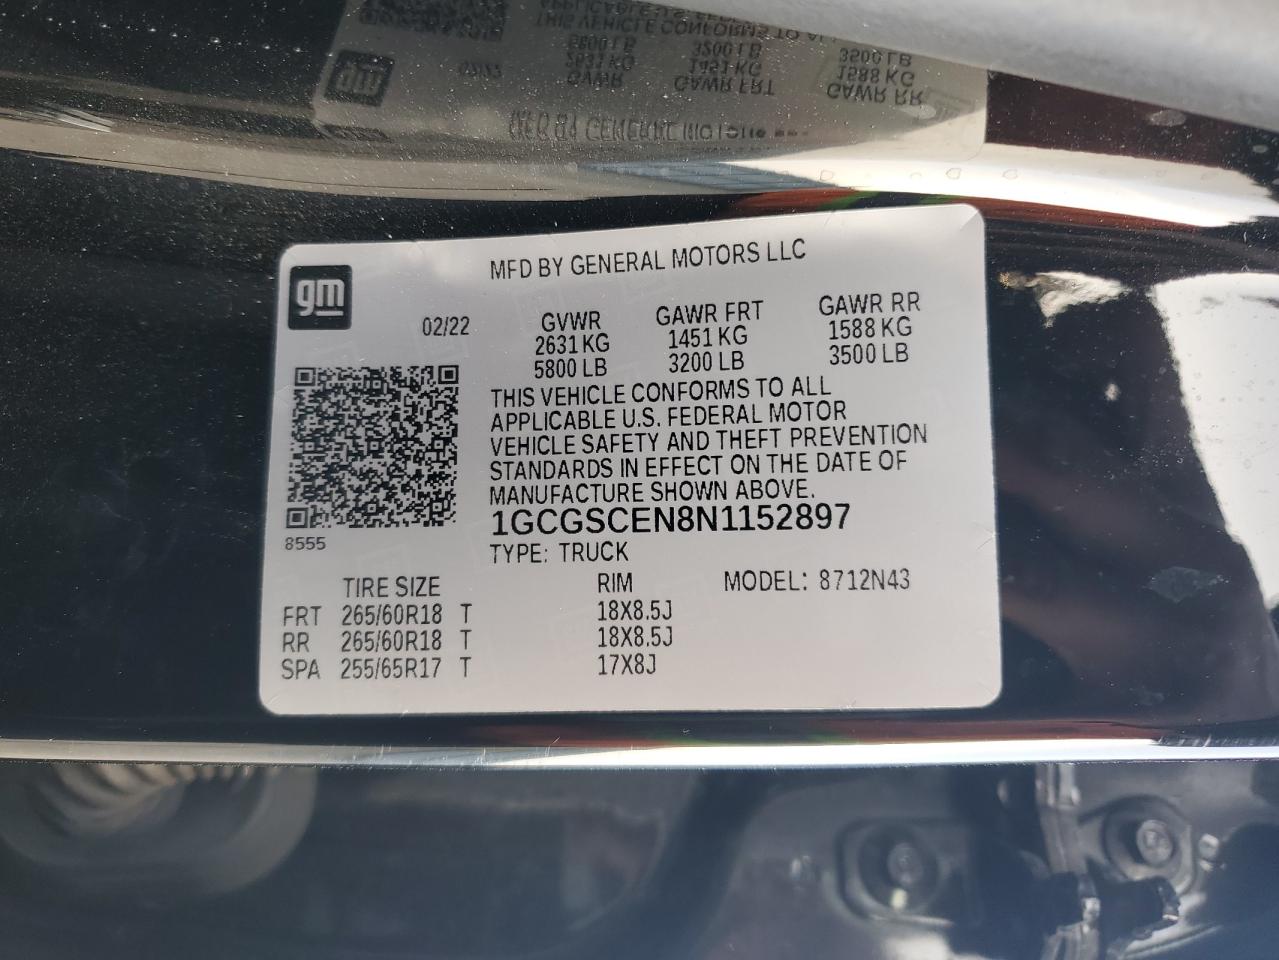 MFD BY GENERAL MOTORS LLC
gm
02/22
GVWR GAWR FRT GAWR RR
2631 KG 1451 KG 1588 KG
5800 LB 3200 LB 3500 LB
THIS VEHICLE CONFORMS TO ALL
APPLICABLE U.S. FEDERAL MOTOR
VEHICLE SAFETY AND THEFT PREVENTION
STANDARDS IN EFFECT ON THE DATE OF
MANUFACTURE SHOWN ABOVE.
1GCGSCEN8N1152897
8555
TYPE: TRUCK
TIRE SIZE RIM MODEL: 8712N43
FRT 265/60R18 T 18X8.5J
RR 265/60R18 T 18X8.5J
SPA 255/65R17 T 17X8J